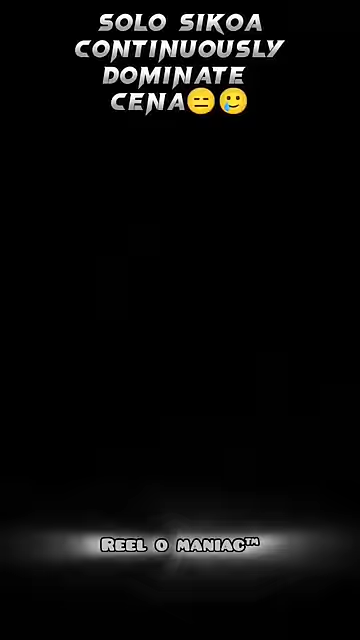 SOLO SIKOA
CONTINUOUSLY
DOMINATE
CENA😑🥲
REEL O MANIAC™